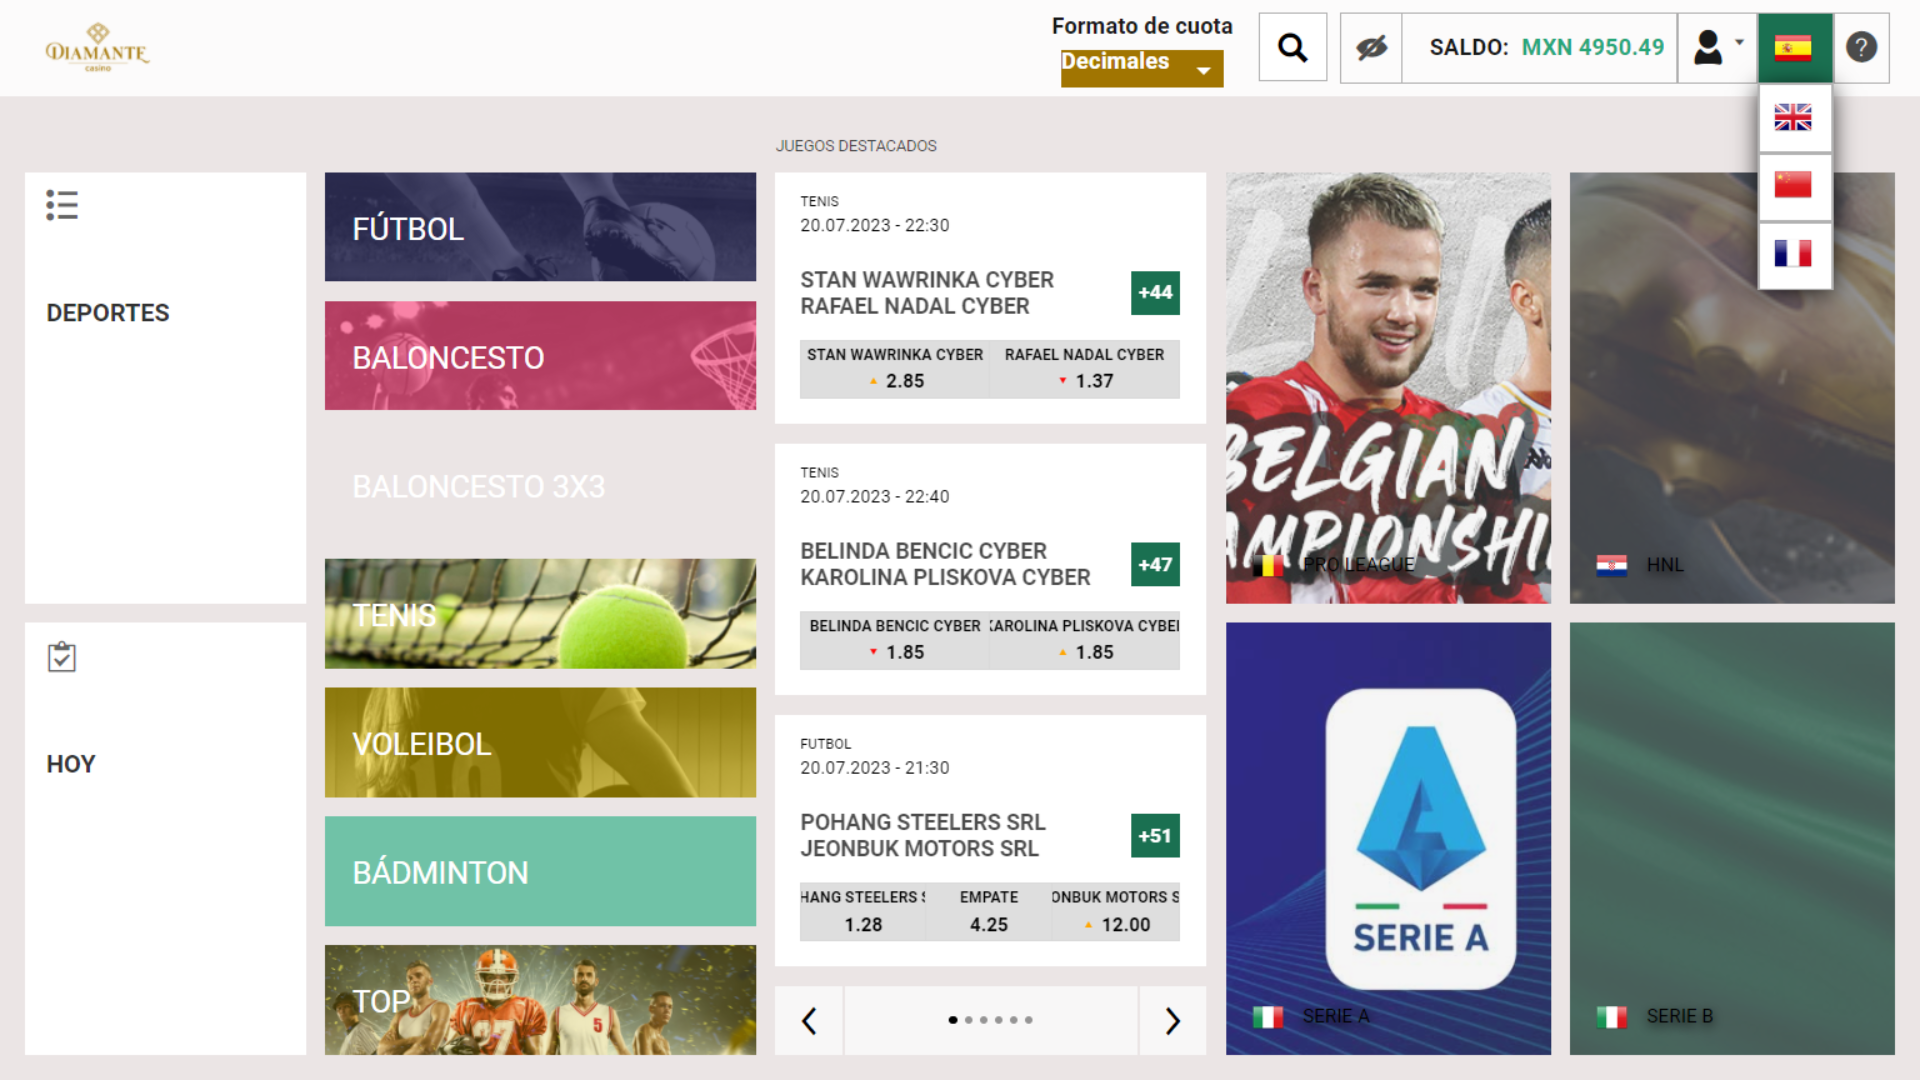 DIAMANTE
casino
Formato de cuota
Decimales
SALDO: MXN 4950.49
?
JUEGOS DESTACADOS
DEPORTES
HOY
FÚTBOL
BALONCESTO
BALONCESTO 3X3
TENIS
VOLEIBOL
BÁDMINTON
TOP
TENIS
20.07.2023 - 22:30
STAN WAWRINKA CYBER
RAFAEL NADAL CYBER
+44
STAN WAWRINKA CYBER
2.85
RAFAEL NADAL CYBER
1.37
TENIS
20.07.2023 - 22:40
BELINDA BENCIC CYBER
KAROLINA PLISKOVA CYBER
+47
BELINDA BENCIC CYBER
1.85
KAROLINA PLISKOVA CYBER
1.85
FUTBOL
20.07.2023 - 21:30
POHANG STEELERS SRL
JEONBUK MOTORS SRL
+51
HANG STEELERS S
1.28
EMPATE
4.25
ONBUK MOTORS S
12.00
BELGIAN
AMPIONSHI
PRO LEAGUE
HNL
SERIE A
SERIE A
SERIE B